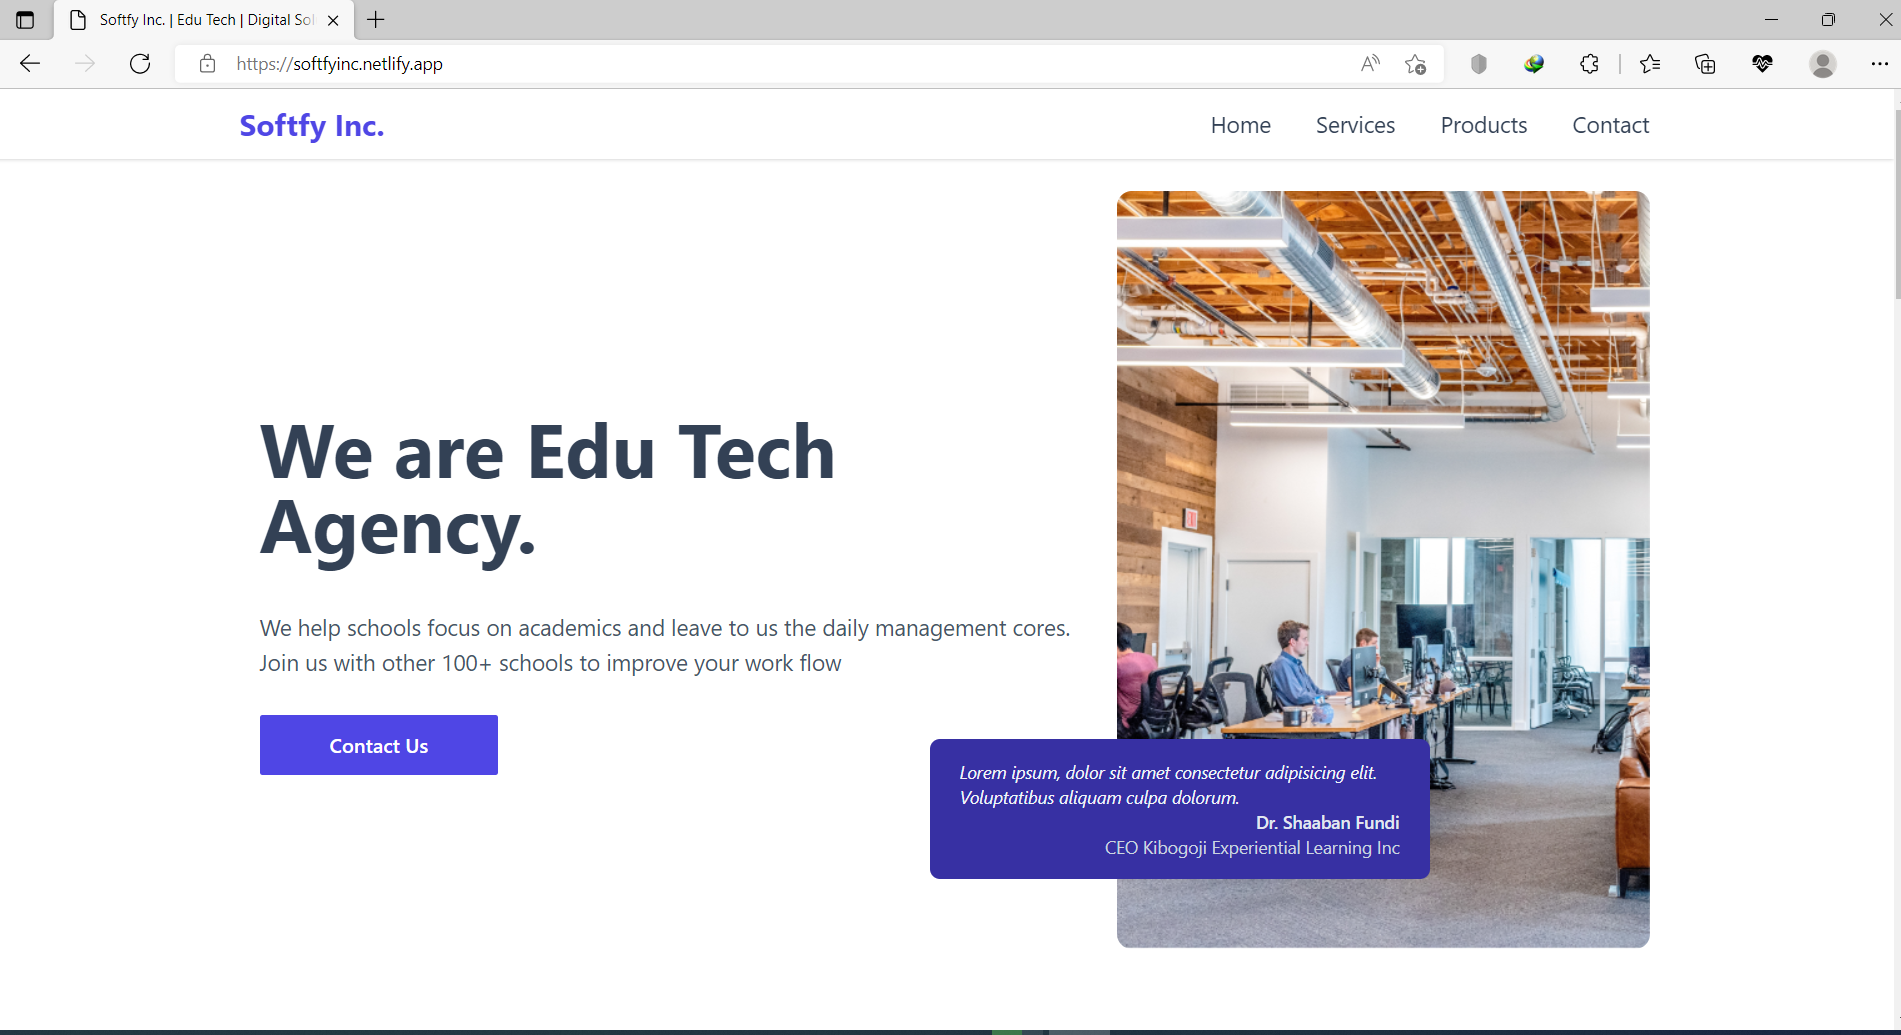 Softfy Inc. | Edu Tech | Digital Sol
https://softfyinc.netlify.app
Softfy Inc.
Home Services Products Contact
We are Edu Tech
Agency.
We help schools focus on academics and leave to us the daily management cores.
Join us with other 100+ schools to improve your work flow
Contact Us
Lorem ipsum, dolor sit amet consectetur adipisicing elit.
Voluptatibus aliquam culpa dolorum.
Dr. Shaaban Fundi
CEO Kibogoji Experiential Learning Inc